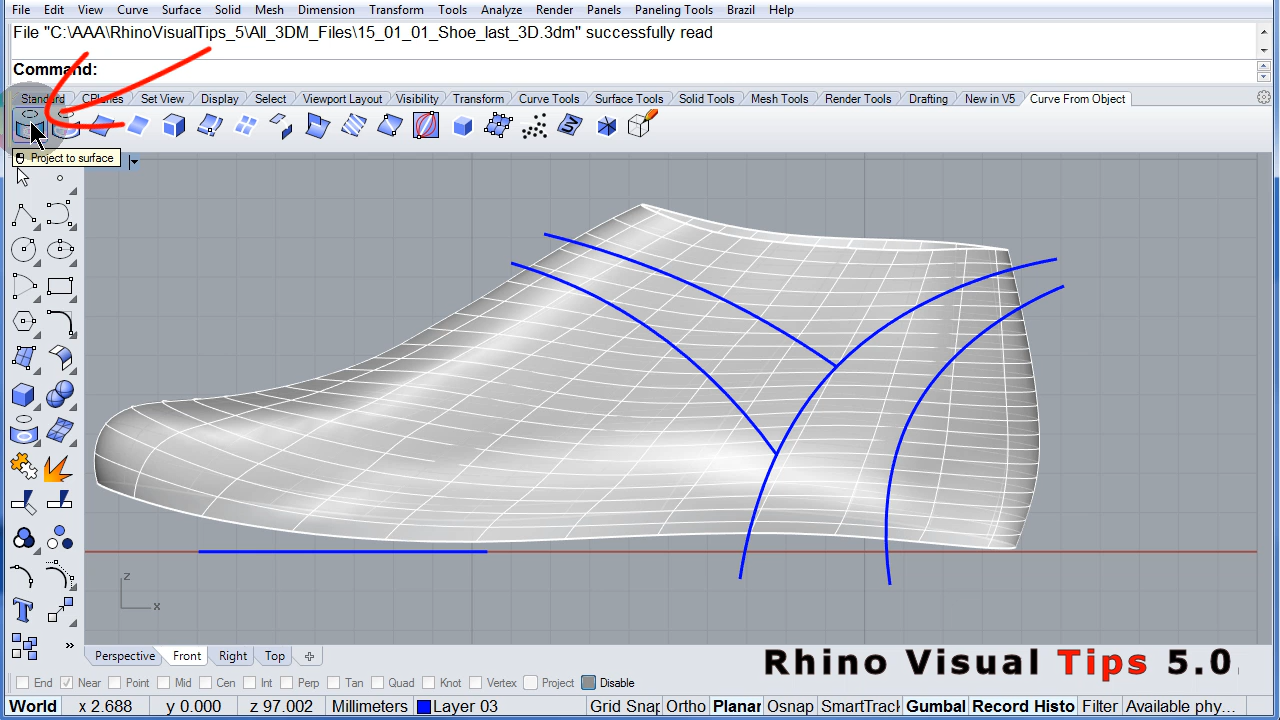 File Edit View Curve Surface Solid Mesh Dimension Transform Tools Analyze Render Panels Paneling Tools Brazil Help
File "C:\AAA\RhinoVisualTips_5\All_3DM_Files\15_01_01_Shoe_last_3D.3dm" successfully read
Command:
Standard CPlanes Set View Display Select Viewport Layout Visibility Transform Curve Tools Surface Tools Solid Tools Mesh Tools Render Tools Drafting New in V5 Curve From Object
Project to surface
z
x
Perspective Front Right Top
Rhino Visual Tips 5.0
End Near Point Mid Cen Int Perp Tan Quad Knot Vertex Project Disable
World x 2.688 y 0.000 z 97.002 Millimeters Layer 03 Grid Snap Ortho Planar Osnap SmartTrack Gumbal Record Histo Filter Available phy...